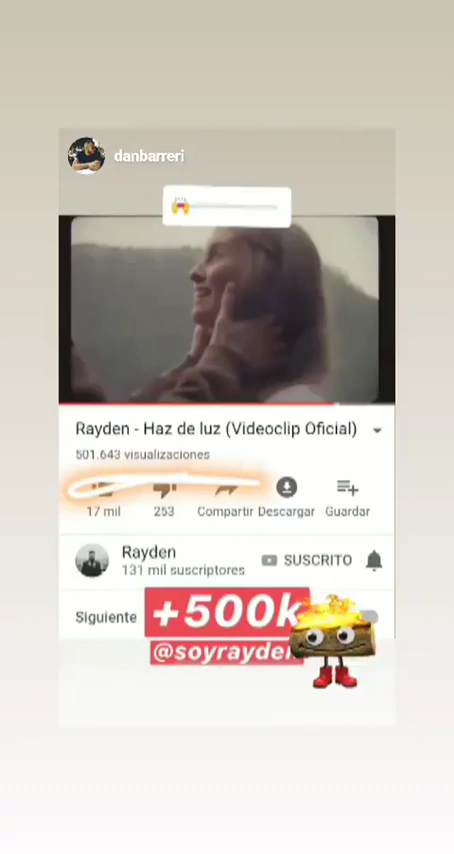 danbarreri
Rayden - Haz de luz (Videoclip Oficial)
501.643 visualizaciones
17 mil 253 Compartir Descargar Guardar
Rayden SUSCRITO
131 mil suscriptores
Siguiente +500k
@soyrayden